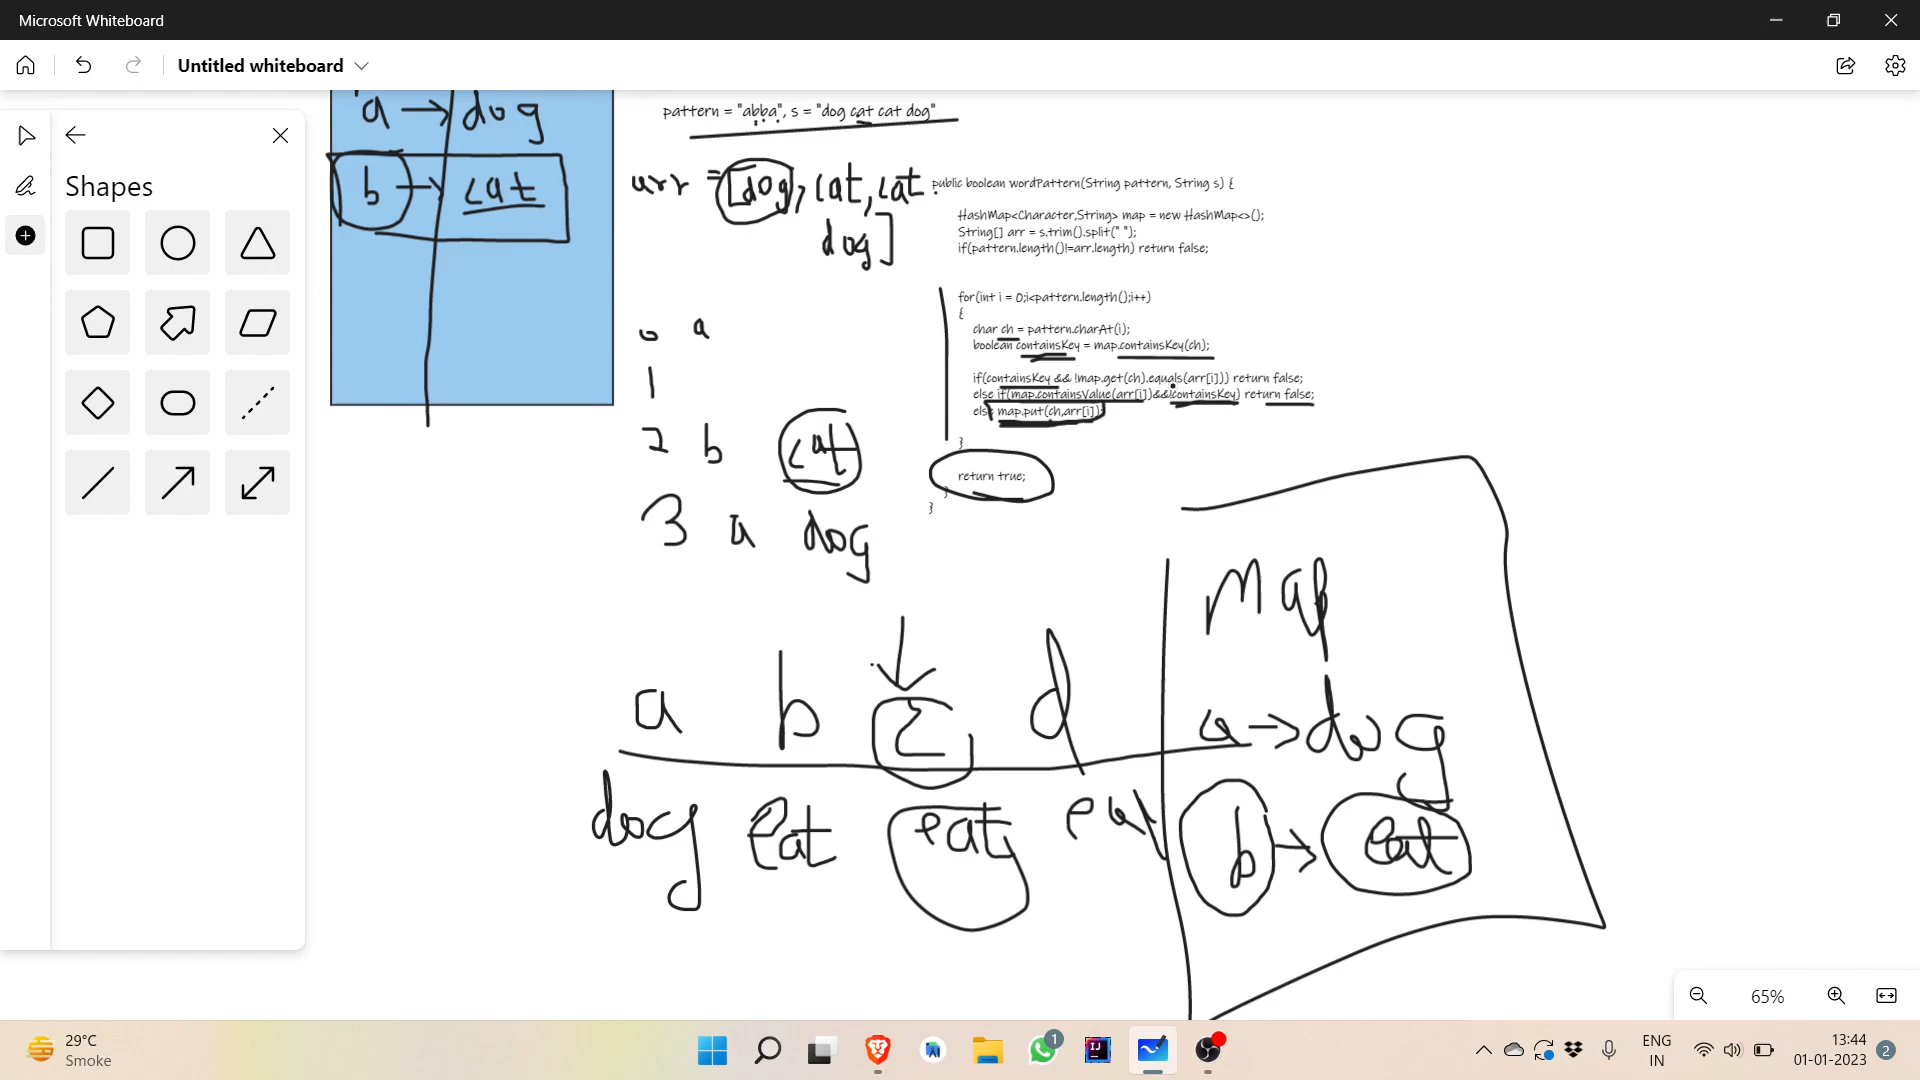 Microsoft Whiteboard
Untitled whiteboard
Shapes
a → dog
b → cat
pattern = "abba", s = "dog cat cat dog"
arr = [dog, cat, cat,
dog]
public boolean wordPattern(String pattern, String s) {
HashMap<Character,String> map = new HashMap<>();
String[] arr = s.trim().split(" ");
if(pattern.length()!=arr.length) return false;
for(int i = 0;i<pattern.length();i++)
{
char ch = pattern.charAt(i);
boolean containsKey = map.containsKey(ch);
if(containsKey && !map.get(ch).equals(arr[i])) return false;
else if(map.containsValue(arr[i])&&!containsKey) return false;
else map.put(ch,arr[i]);
}
return true;
}
}
0 a
1
2 b cat
3 a dog
a b c d
dog cat cat cat
Map
a → dog
b → cat
65%
29°C
Smoke
1
ENG
IN
13:44
01-01-2023
2